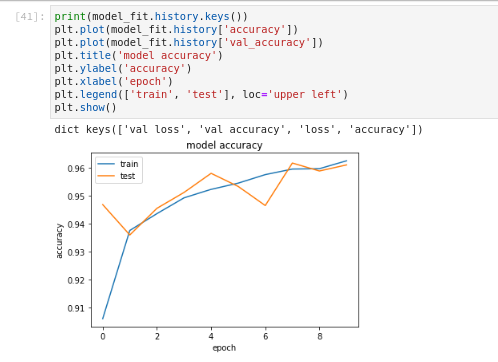 [41]: print(model_fit.history.keys())
plt.plot(model_fit.history['accuracy'])
plt.plot(model_fit.history['val_accuracy'])
plt.title('model accuracy')
plt.ylabel('accuracy')
plt.xlabel('epoch')
plt.legend(['train', 'test'], loc='upper left')
plt.show()
dict keys(['val loss', 'val accuracy', 'loss', 'accuracy'])
model accuracy
train
test
0.96
0.95
0.94
0.93
0.92
0.91
accuracy
0 2 4 6 8
epoch